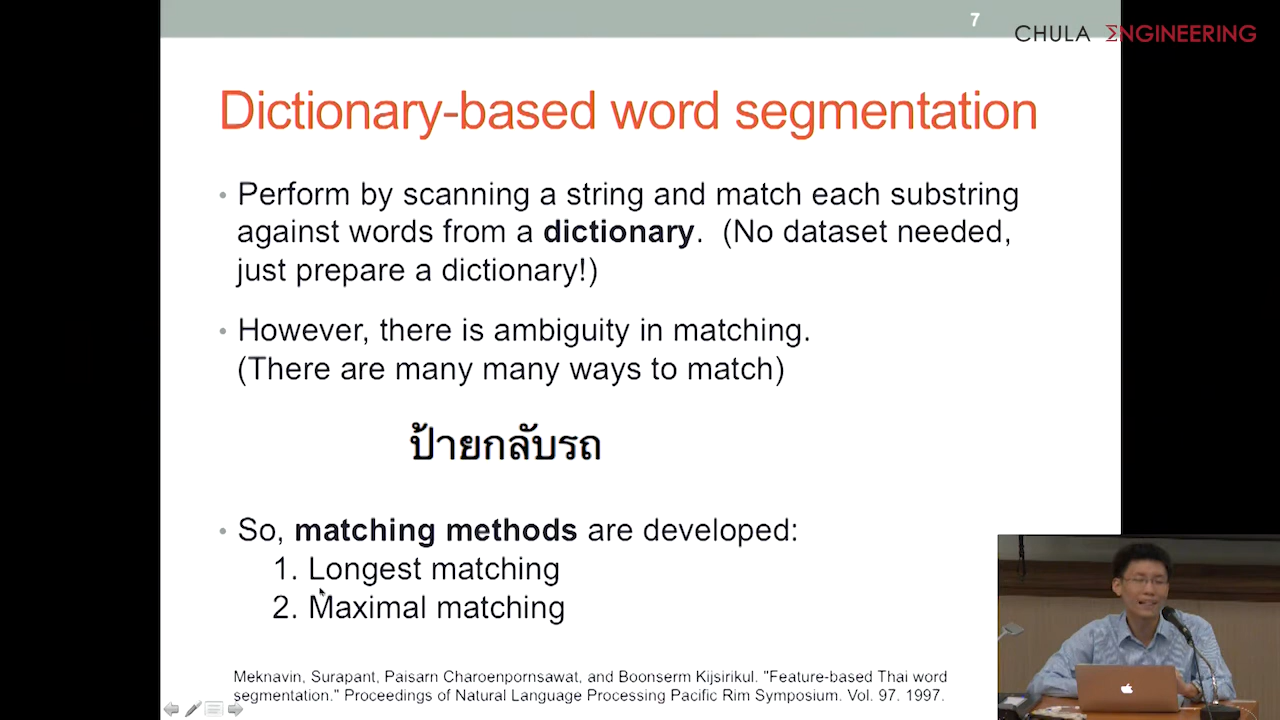 7
CHULA ΣNGINEERING
Dictionary-based word segmentation
• Perform by scanning a string and match each substring
against words from a dictionary. (No dataset needed,
just prepare a dictionary!)
• However, there is ambiguity in matching.
(There are many many ways to match)
ป้ายกลับรถ
• So, matching methods are developed:
1. Longest matching
2. Maximal matching
Meknavin, Surapant, Paisarn Charoenpornsawat, and Boonserm Kijsirikul. "Feature-based Thai word
segmentation." Proceedings of Natural Language Processing Pacific Rim Symposium. Vol. 97. 1997.